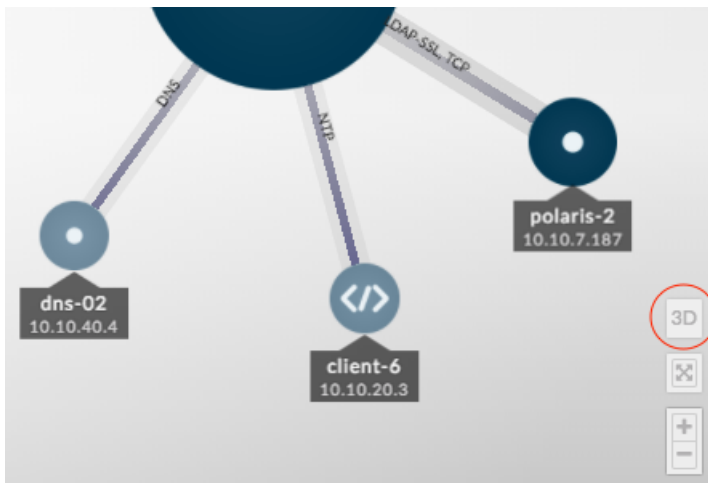 LDAP-SSL, TCP
DNS
NTP
polaris-2
10.10.7.187
dns-02
10.10.40.4
3D
</>
client-6
10.10.20.3
+
−